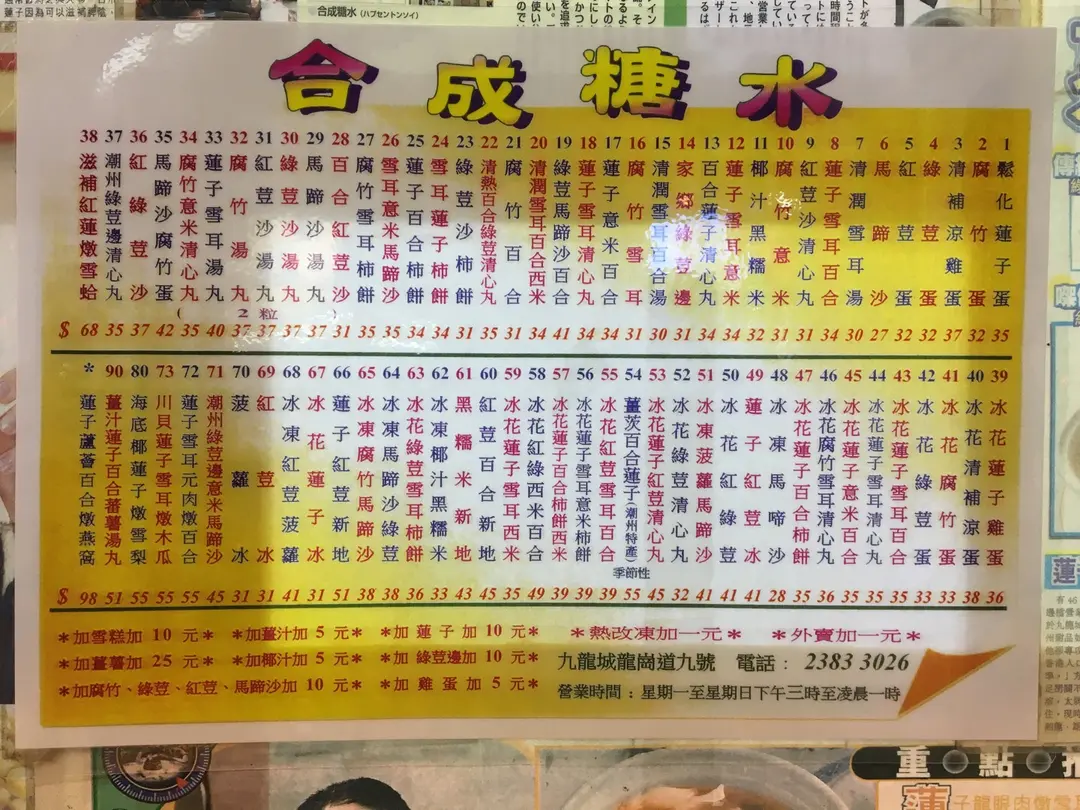 合成糖水
1 鬆化蓮子蛋 35
2 腐竹蛋 32
3 清補涼雞蛋 37
4 綠荳蛋 32
5 紅荳蛋 32
6 馬蹄沙 27
7 清潤雪耳湯 30
8 蓮子雪耳百合 34
9 紅荳沙清心丸 31
10 腐竹意米 31
11 椰汁黑糯米 32
12 蓮子雪耳意米 31
13 百合蓮子清心丸 34
14 家鄉綠荳邊 31
15 清潤雪耳百合湯 30
16 腐竹雪耳 31
17 蓮子意米百合 31
18 蓮子雪耳清心丸 34
19 綠荳馬蹄沙百合 41
20 清潤雪耳百合西米 34
21 腐竹百合 31
22 清熱百合綠荳清心丸 35
23 綠荳沙柿餅 31
24 雪耳蓮子柿餅 34
25 蓮子雪耳柿餅 34
26 雪耳意米馬蹄沙 35
27 腐竹雪耳柿餅 35
28 百合紅荳沙 31
29 馬蹄沙湯丸 37
30 綠荳沙湯丸 37
31 紅荳沙湯丸 37
32 腐竹湯丸 37
( 2粒 )
33 蓮子雪耳湯丸 40
34 腐竹意米清心丸 35
35 馬蹄沙腐竹蛋 42
36 紅綠荳沙 37
37 潮州綠荳邊清心丸 35
38 滋補紅蓮燉雪蛤 $ 68
39 冰花蓮子雞蛋 36
40 冰花清補涼蛋 38
41 冰花腐竹蛋 33
42 冰花綠荳蛋 33
43 冰花蓮子雪耳百合 35
44 冰花蓮子雪耳清心丸 35
45 冰花蓮子意米百合 35
46 冰花腐竹雪耳清心丸 35
47 冰花蓮子百合柿餅 36
48 冰凍馬啼沙 28
49 蓮子紅荳冰 41
50 冰花紅綠荳 41
51 冰凍菠蘿馬蹄沙 41
52 冰花綠荳清心丸 32
53 冰花蓮子紅荳清心丸 45
54 薑茨百合蓮子(潮州特產) 季節性 55
55 冰花紅荳雪耳百合 44
56 冰花蓮子雪耳意米柿餅 41
57 冰花蓮子百合柿餅西米 49
58 冰花紅綠西米百合 34
59 冰花蓮子雪耳西米 35
60 紅荳百合新地 45
61 黑糯米新地 43
62 冰凍椰汁黑糯米 33
63 冰花綠荳雪耳柿餅 36
64 冰凍馬蹄沙綠荳 38
65 冰凍腐竹馬蹄沙 38
66 蓮子紅荳新地 31
67 冰花蓮子冰 41
68 冰凍紅荳菠蘿 41
69 紅荳冰 31
70 菠蘿冰 31
71 潮州綠荳邊意米馬蹄沙 45
72 蓮子雪耳元肉燉百合 55
73 川貝蓮子雪耳燉木瓜 55
80 海底椰蓮子燉雪梨 55
90 薑汁蓮子百合蕃薯湯丸 51
* 蓮子蘆薈百合燉燕窩 $ 98
*加雪糕加 10 元* *加薑汁加 5 元* *加 蓮 子 加 10 元* *熱改凍加一元* *外賣加一元*
*加薑薯加 25 元* *加椰汁加 5 元* *加 綠荳邊加 10 元*
九龍城龍崗道九號 電話： 2383 3026
*加腐竹、綠荳、紅荳、馬蹄沙加 10 元* *加 雞 蛋 加 5 元*
營業時間：星期一至星期日下午三時至凌晨一時
合成糖水（ハプセントンソイ）
重點